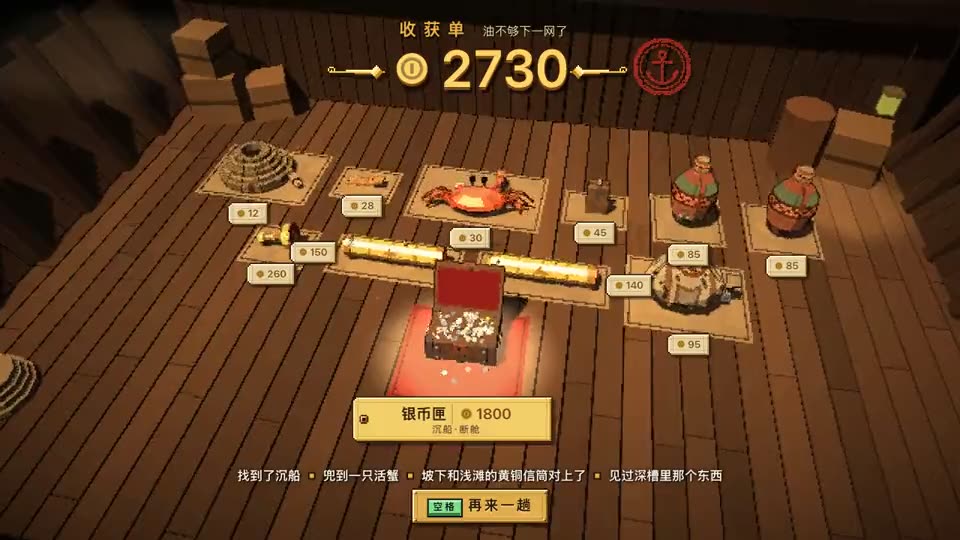 收获单 油不够下一网了
2730
12
28
30
45
85
85
150
260
140
95
银币匣 1800
沉船·断舱
找到了沉船 ▪ 兜到一只活蟹 ▪ 坡下和浅滩的黄铜信筒对上了 ▪ 见过深槽里那个东西
空格 再来一趟